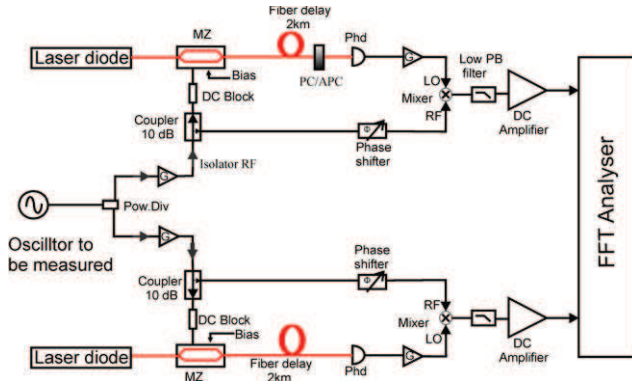 Fiber delay
2km
MZ
Phd
Laser diode
G
Low PB
filter
PC/APC
LO
Bias
Mixer
DC Block
RF
DC
Amplifier
Coupler
10 dB
Φ
Isolator RF
Phase
shifter
G
Pow.Div
FFT Analyser
Oscilltor to
be measured
G
Phase
shifter
Coupler
10 dB
Φ
RF
DC Block
Mixer
LO
Bias
DC
Amplifier
Laser diode
G
MZ
Fiber delay
2km
Phd